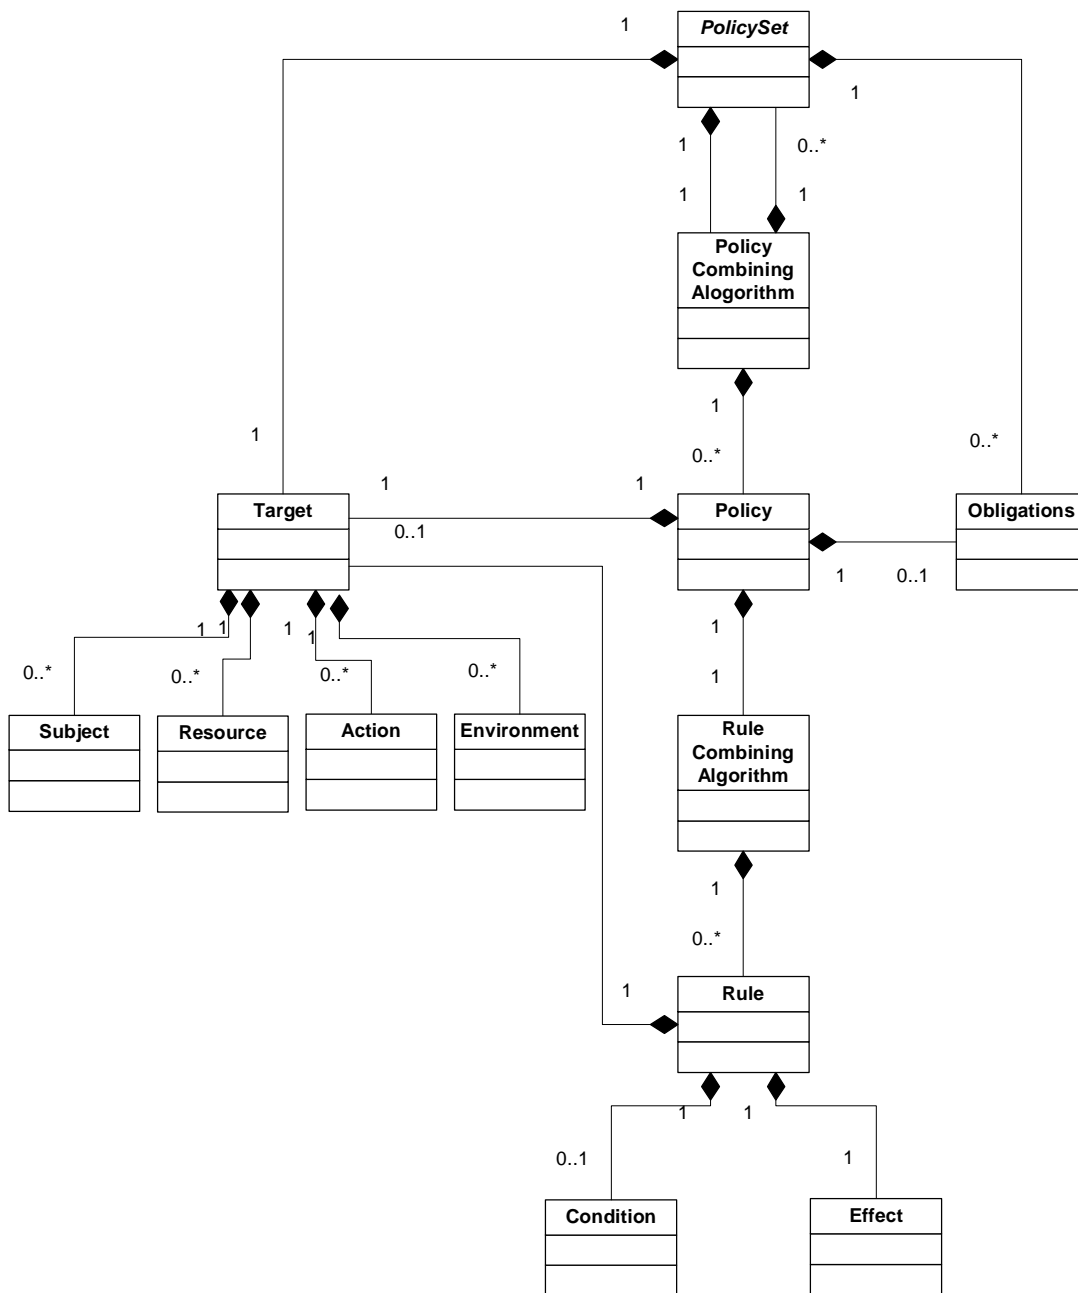 1
PolicySet
1
1
0..*
1
1
Policy
Combining
Alogorithm
1
1
0..*
0..*
1
1
Target
Policy
Obligations
0..1
1
0..1
1
1
1
1
1
0..*
0..*
0..*
0..*
1
Subject
Resource
Action
Environment
Rule
Combining
Algorithm
1
0..*
1
Rule
1
1
0..1
1
Condition
Effect